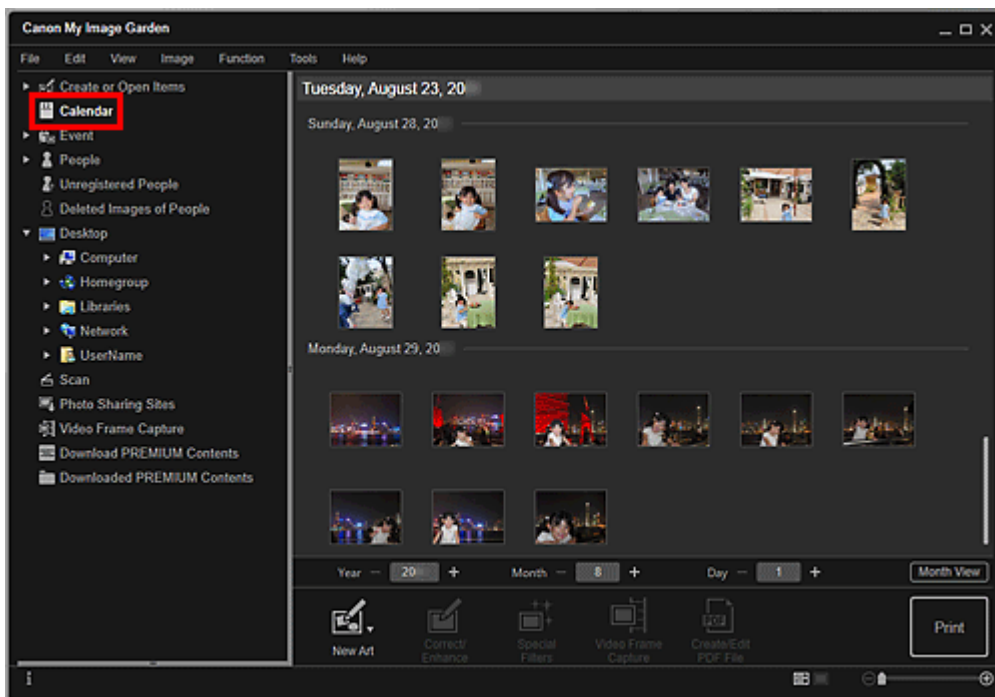 Canon My Image Garden
File Edit View Image Function Tools Help
Create or Open Items
Calendar
Event
People
Unregistered People
Deleted Images of People
Desktop
Computer
Homegroup
Libraries
Network
UserName
Scan
Photo Sharing Sites
Video Frame Capture
Download PREMIUM Contents
Downloaded PREMIUM Contents
Tuesday, August 23, 20
Sunday, August 28, 20
Monday, August 29, 20
Year − 20 + Month − 8 + Day − 1 + Month View
New Art
Correct/
Enhance
Special
Filters
Video Frame
Capture
PDF
Create/Edit
PDF File
Print